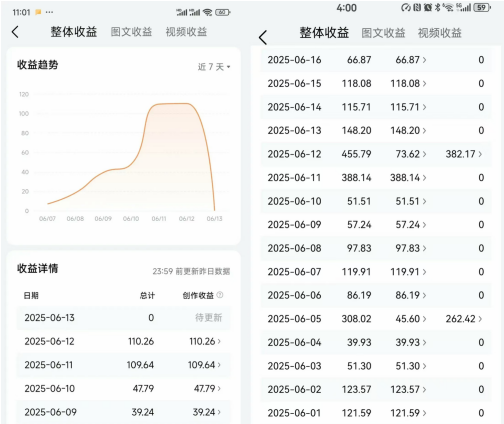 11:01
60
整体收益 图文收益 视频收益
收益趋势 近 7 天
120
100
80
60
40
20
0
06/07 06/08 06/09 06/10 06/11 06/12 06/13
收益详情 23:59 前更新昨日数据
日期 总计 创作收益
2025-06-13 0 待更新
2025-06-12 110.26 110.26
2025-06-11 109.64 109.64
2025-06-10 47.79 47.79
2025-06-09 39.24 39.24
4:00
59
整体收益 图文收益 视频收益
2025-06-16 66.87 66.87 0
2025-06-15 118.08 118.08 0
2025-06-14 115.71 115.71 0
2025-06-13 148.20 148.20 0
2025-06-12 455.79 73.62 382.17
2025-06-11 388.14 388.14 0
2025-06-10 51.51 51.51 0
2025-06-09 57.24 57.24 0
2025-06-08 97.83 97.83 0
2025-06-07 119.91 119.91 0
2025-06-06 86.19 86.19 0
2025-06-05 308.02 45.60 262.42
2025-06-04 39.93 39.93 0
2025-06-03 51.30 51.30 0
2025-06-02 123.57 123.57 0
2025-06-01 121.59 121.59 0